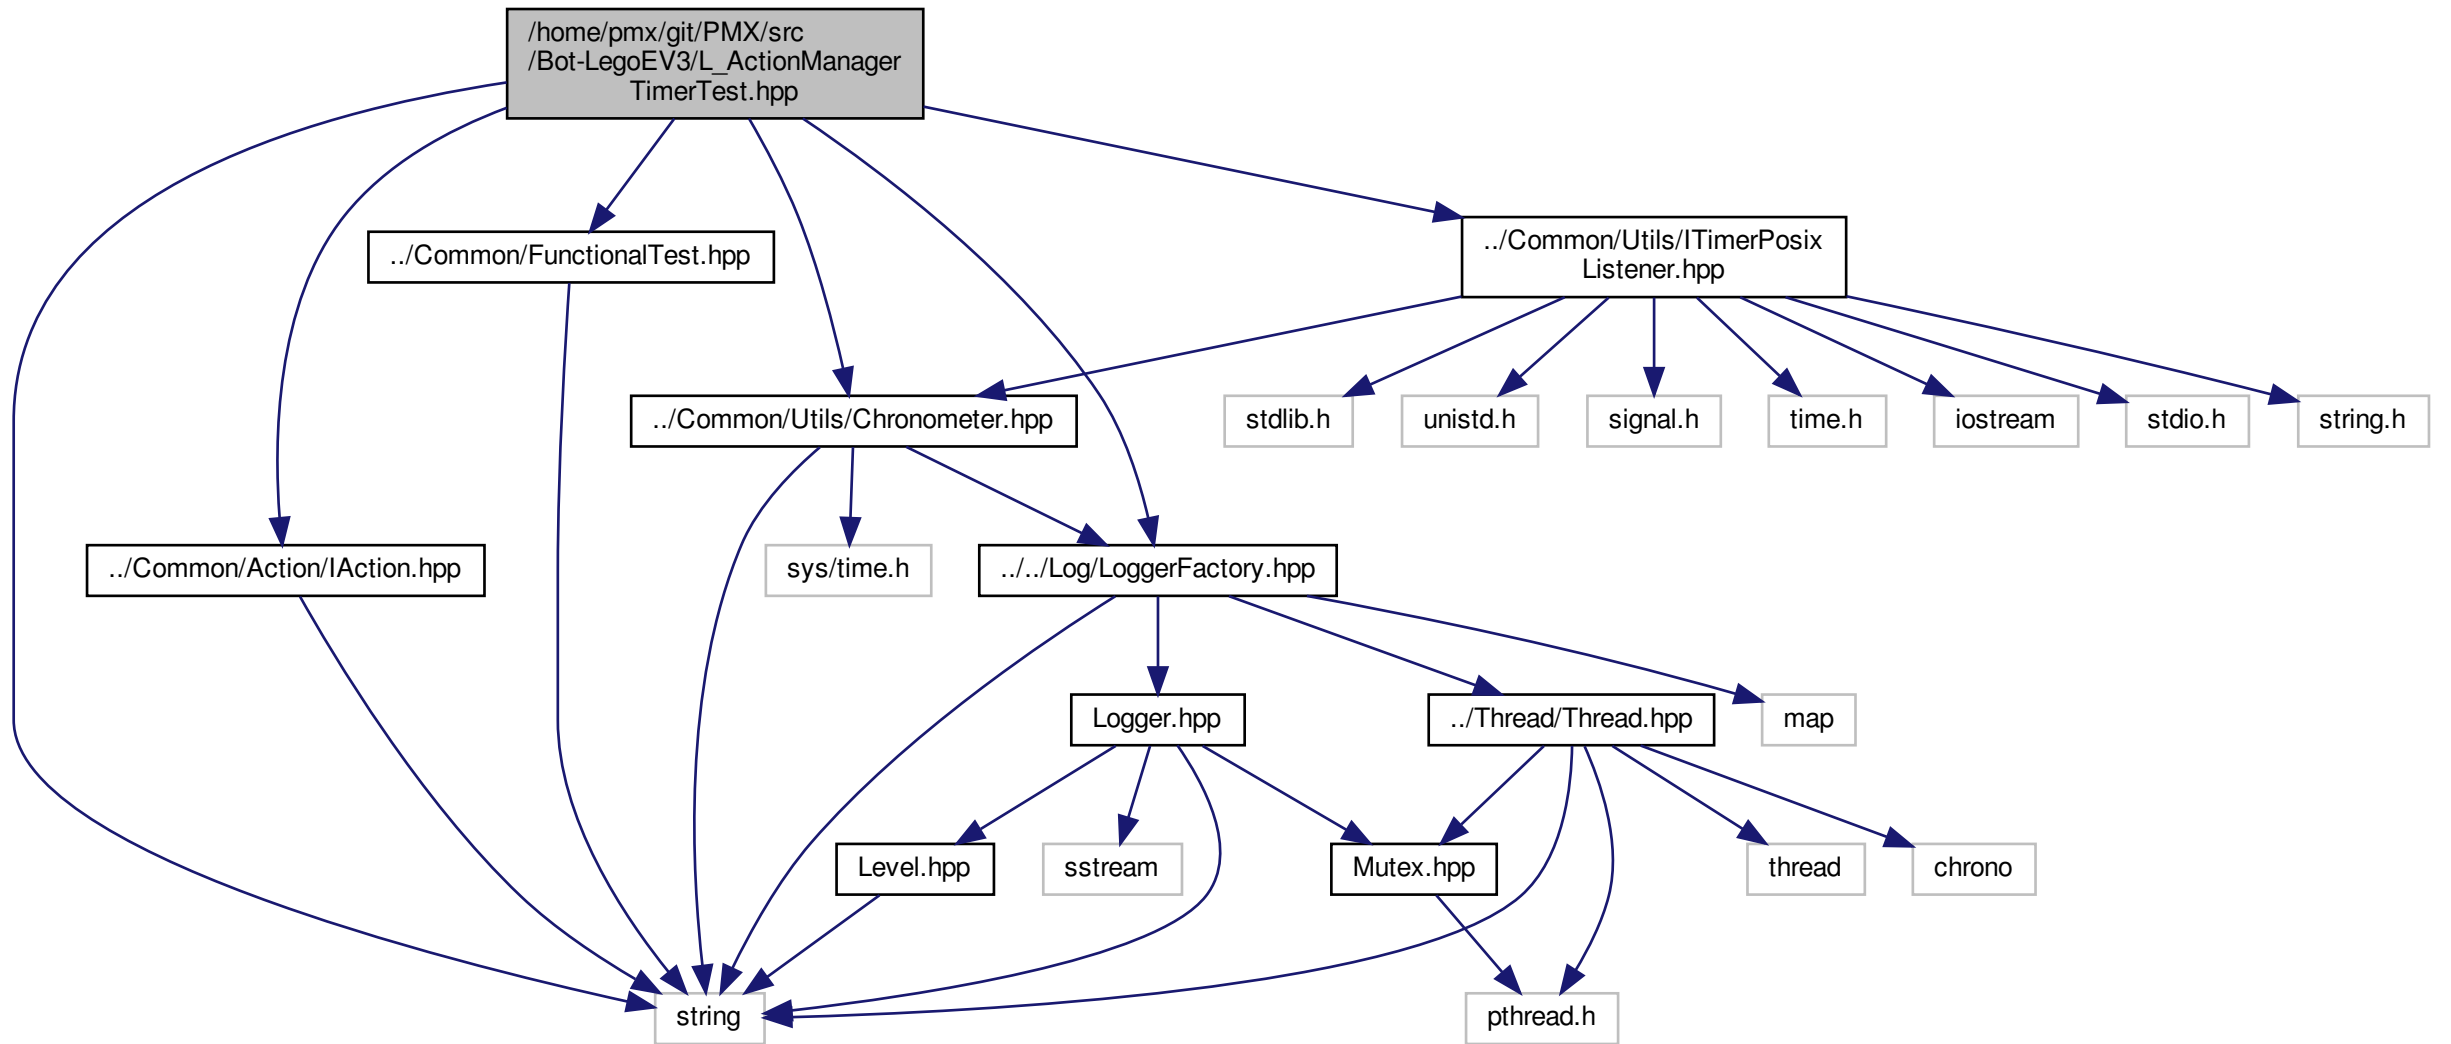 /home/pmx/git/PMX/src
/Bot-LegoEV3/L_ActionManager
TimerTest.hpp
../Common/Utils/ITimerPosix
Listener.hpp
../Common/FunctionalTest.hpp
../Common/Utils/Chronometer.hpp
stdlib.h
unistd.h
signal.h
time.h
iostream
stdio.h
string.h
../Common/Action/IAction.hpp
sys/time.h
../../Log/LoggerFactory.hpp
Logger.hpp
../Thread/Thread.hpp
map
Level.hpp
sstream
Mutex.hpp
thread
chrono
string
pthread.h